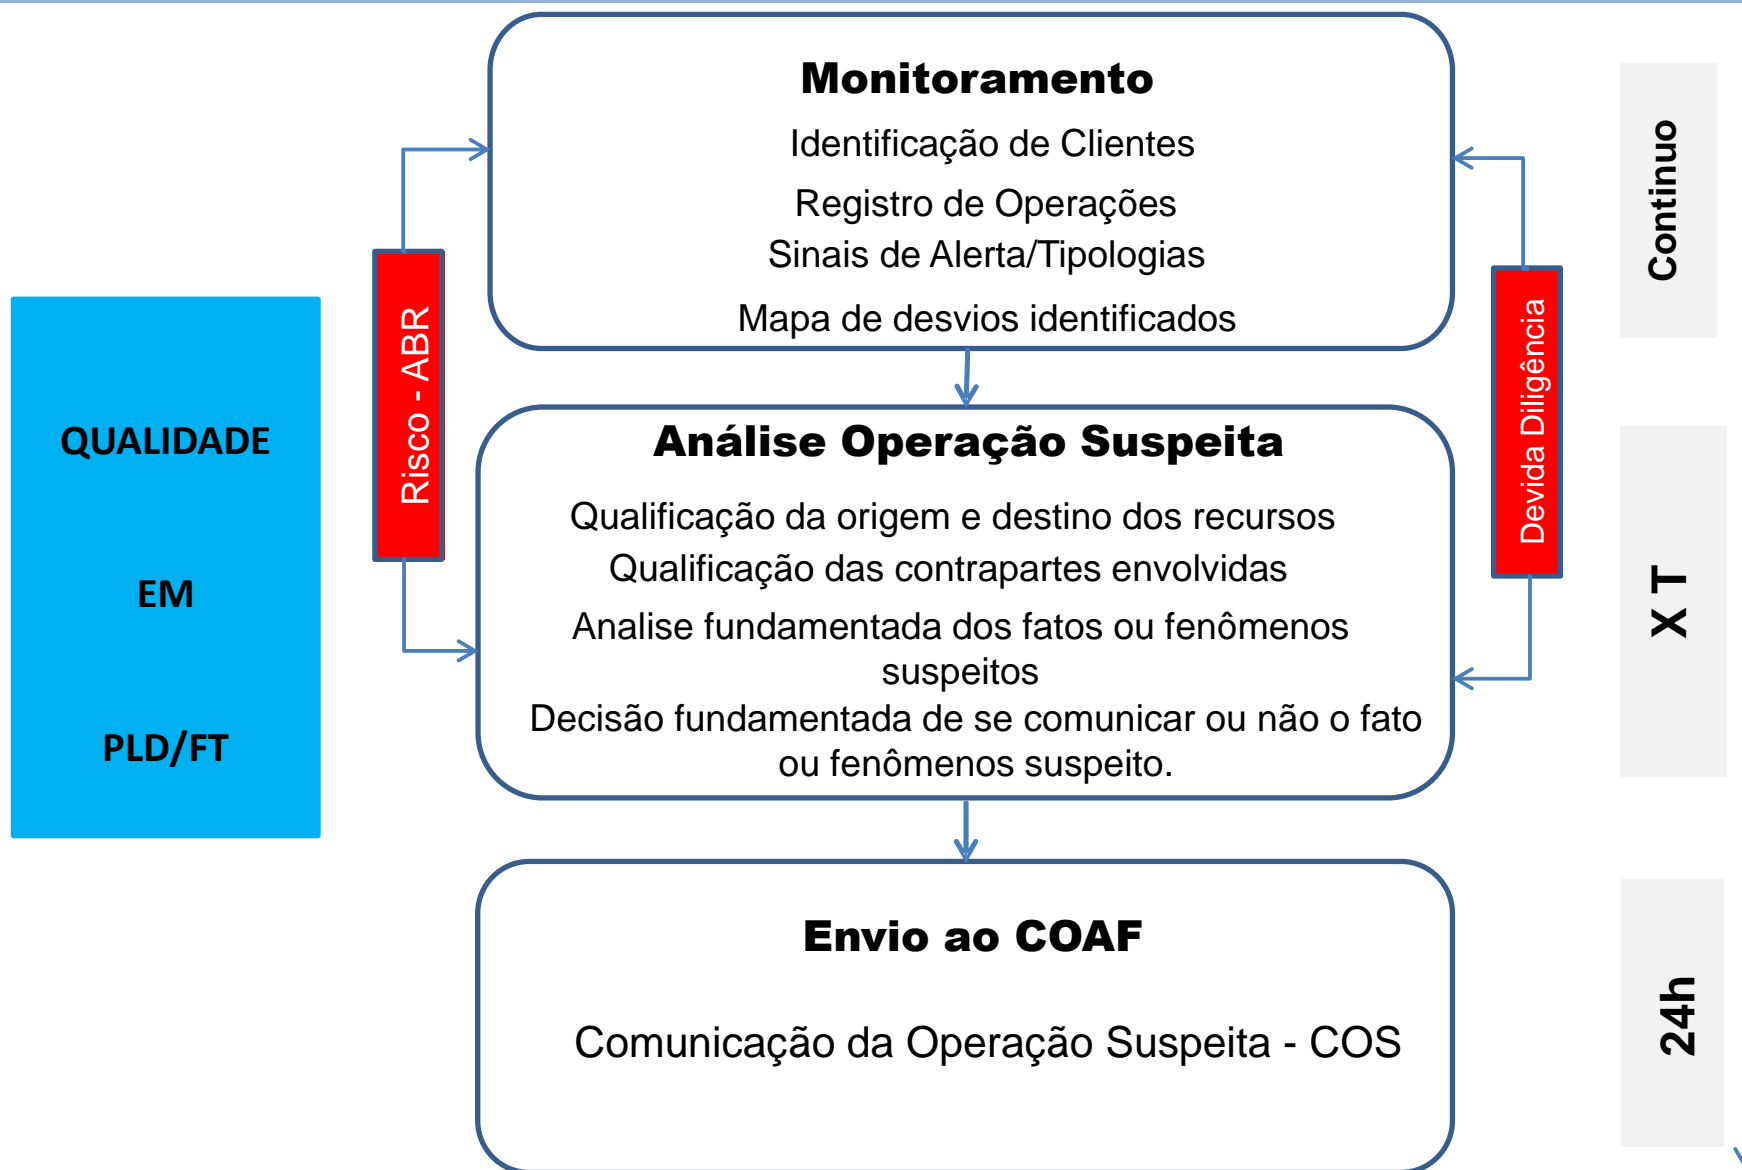 Monitoramento
Identificação de Clientes
Registro de Operações
Sinais de Alerta/Tipologias
Mapa de desvios identificados
Continuo
Risco - ABR
Devida Diligência
QUALIDADE
EM
PLD/FT
Análise Operação Suspeita
Qualificação da origem e destino dos recursos
Qualificação das contrapartes envolvidas
Analise fundamentada dos fatos ou fenômenos
suspeitos
Decisão fundamentada de se comunicar ou não o fato
ou fenômenos suspeito.
X T
Envio ao COAF
Comunicação da Operação Suspeita - COS
24h